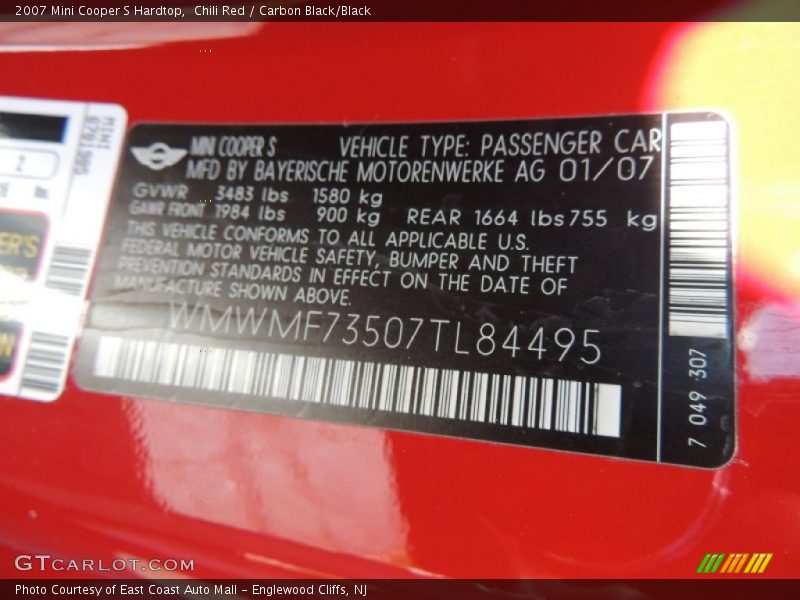 2007 Mini Cooper S Hardtop,  Chili Red / Carbon Black/Black
MINI COOPER S VEHICLE TYPE: PASSENGER CAR
MFD BY BAYERISCHE MOTORENWERKE AG 01/07
GVWR 3483 lbs 1580 kg
GAWR FRONT 1984 lbs 900 kg REAR 1664 lbs 755 kg
THIS VEHICLE CONFORMS TO ALL APPLICABLE U.S.
FEDERAL MOTOR VEHICLE SAFETY, BUMPER AND THEFT
PREVENTION STANDARDS IN EFFECT ON THE DATE OF
MANUFACTURE SHOWN ABOVE.
WMWMF73507TL84495
7 049 307
MINI
2
lbs
GTCARLOT.COM
Photo Courtesy of East Coast Auto Mall – Englewood Cliffs, NJ